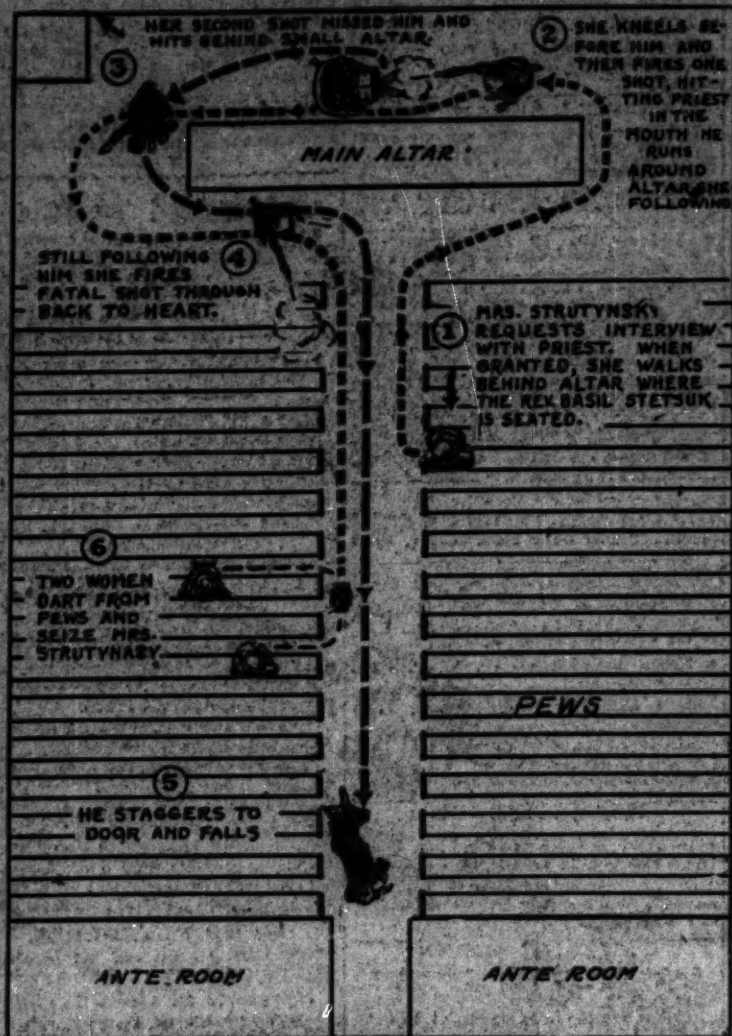 ①
MRS. STRUTYNSKY
REQUESTS INTERVIEW
WITH PRIEST. WHEN
GRANTED, SHE WALKS
BEHIND ALTAR WHERE
THE REV. BASIL STETSUK
IS SEATED.
②
SHE KNEELS BE-
FORE HIM AND
THEN FIRES ONE
SHOT, HIT-
TING PRIEST
IN THE
MOUTH HE
RUNS
AROUND
ALTAR, SHE
FOLLOWING
③
HER SECOND SHOT MISSED HIM AND
HITS BEHIND SMALL ALTAR.
MAIN ALTAR
④
STILL FOLLOWING
HIM SHE FIRES
FATAL SHOT THROUGH
BACK TO HEART.
⑥
TWO WOMEN
DART FROM
PEWS AND
SEIZE MRS.
STRUTYNSKY
PEWS
⑤
HE STAGGERS TO
DOOR AND FALLS
ANTE ROOM
ANTE ROOM